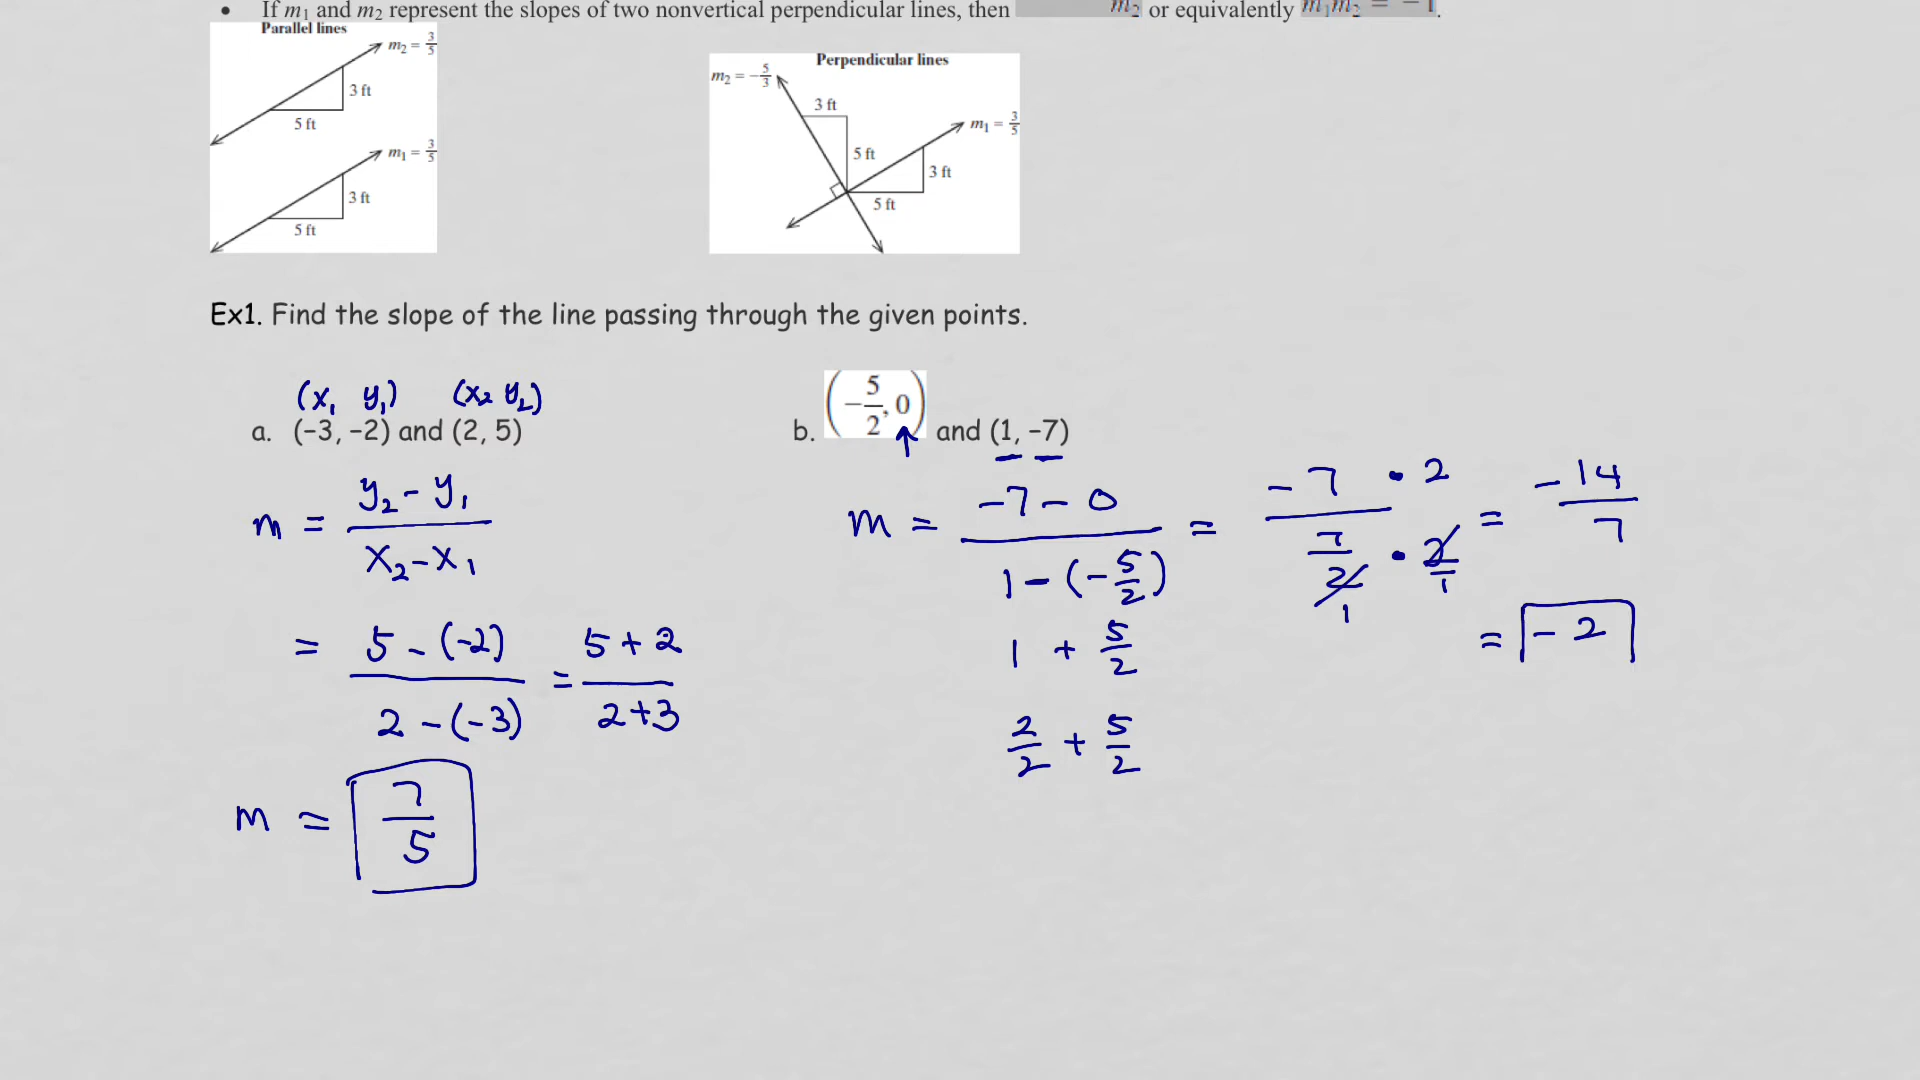 • If m₁ and m₂ represent the slopes of two nonvertical perpendicular lines, then m₂ or equivalently m₁m₂ = −1.
Parallel lines
m₂ = 3/5
3 ft
5 ft
m₁ = 3/5
3 ft
5 ft
Perpendicular lines
m₂ = −5/3
3 ft
5 ft
m₁ = 3/5
3 ft
5 ft
Ex1. Find the slope of the line passing through the given points.
(x₁ y₁) (x₂ y₂)
a. (-3, -2) and (2, 5)
m = (y₂ - y₁)/(x₂ - x₁)
= (5 - (-2))/(2 - (-3)) = (5 + 2)/(2 + 3)
m = 7/5
b. (−5/2, 0) and (1, -7)
m = (-7 - 0)/(1 - (-5/2)) = (-7 • 2)/(7/2 • 2/1) = -14/7
1
1 + 5/2
= -2
2/2 + 5/2